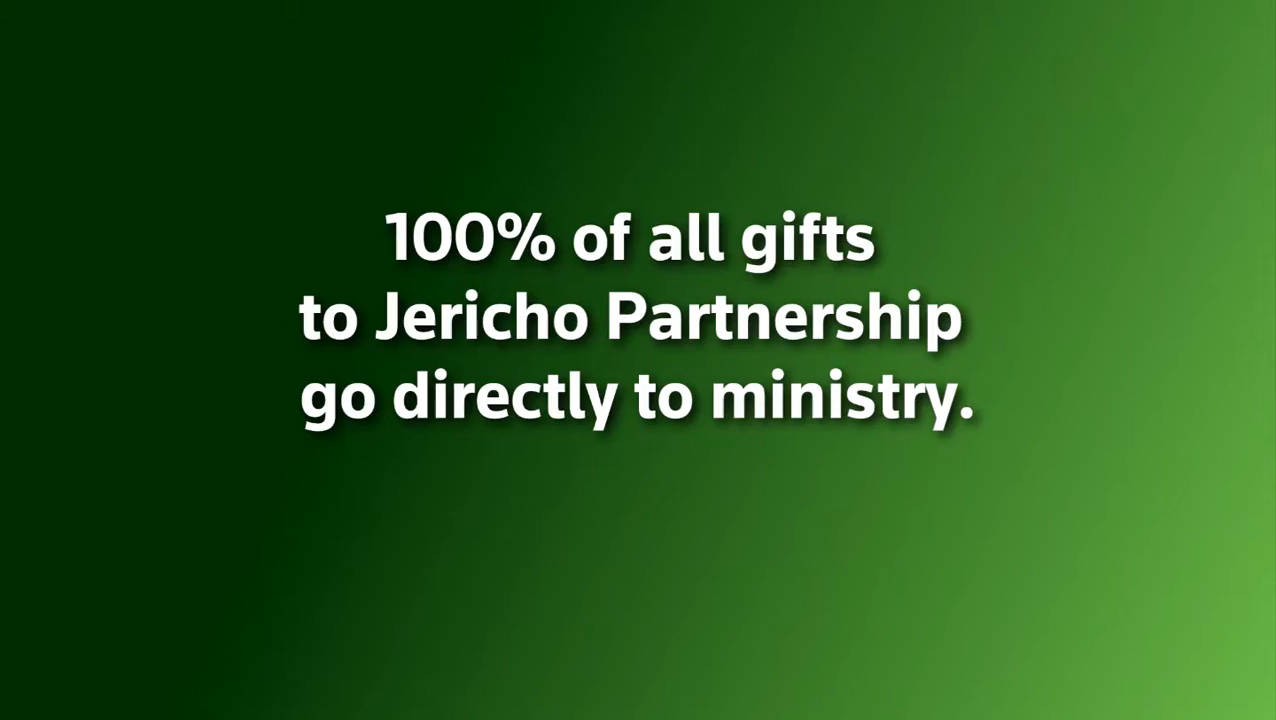 100% of all gifts
to Jericho Partnership
go directly to ministry.